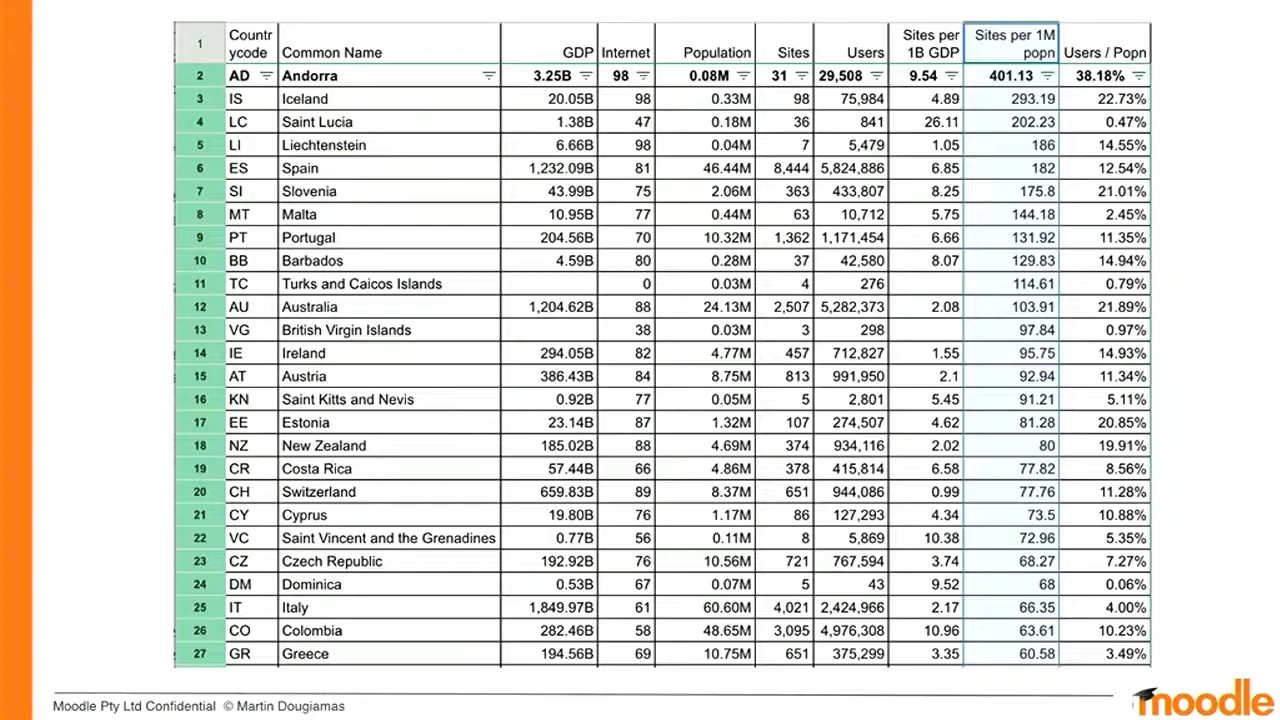 1 Countr ycode Common Name GDP Internet Population Sites Users Sites per 1B GDP Sites per 1M popn Users / Popn
2 AD Andorra 3.25B 98 0.08M 31 29,508 9.54 401.13 38.18%
3 IS Iceland 20.05B 98 0.33M 98 75,984 4.89 293.19 22.73%
4 LC Saint Lucia 1.38B 47 0.18M 36 841 26.11 202.23 0.47%
5 LI Liechtenstein 6.66B 98 0.04M 7 5,479 1.05 186 14.55%
6 ES Spain 1,232.09B 81 46.44M 8,444 5,824,886 6.85 182 12.54%
7 SI Slovenia 43.99B 75 2.06M 363 433,807 8.25 175.8 21.01%
8 MT Malta 10.95B 77 0.44M 63 10,712 5.75 144.18 2.45%
9 PT Portugal 204.56B 70 10.32M 1,362 1,171,454 6.66 131.92 11.35%
10 BB Barbados 4.59B 80 0.28M 37 42,580 8.07 129.83 14.94%
11 TC Turks and Caicos Islands 0 0.03M 4 276 114.61 0.79%
12 AU Australia 1,204.62B 88 24.13M 2,507 5,282,373 2.08 103.91 21.89%
13 VG British Virgin Islands 38 0.03M 3 298 97.84 0.97%
14 IE Ireland 294.05B 82 4.77M 457 712,827 1.55 95.75 14.93%
15 AT Austria 386.43B 84 8.75M 813 991,950 2.1 92.94 11.34%
16 KN Saint Kitts and Nevis 0.92B 77 0.05M 5 2,801 5.45 91.21 5.11%
17 EE Estonia 23.14B 87 1.32M 107 274,507 4.62 81.28 20.85%
18 NZ New Zealand 185.02B 88 4.69M 374 934,116 2.02 80 19.91%
19 CR Costa Rica 57.44B 66 4.86M 378 415,814 6.58 77.82 8.56%
20 CH Switzerland 659.83B 89 8.37M 651 944,086 0.99 77.76 11.28%
21 CY Cyprus 19.80B 76 1.17M 86 127,293 4.34 73.5 10.88%
22 VC Saint Vincent and the Grenadines 0.77B 56 0.11M 8 5,869 10.38 72.96 5.35%
23 CZ Czech Republic 192.92B 76 10.56M 721 767,594 3.74 68.27 7.27%
24 DM Dominica 0.53B 67 0.07M 5 43 9.52 68 0.06%
25 IT Italy 1,849.97B 61 60.60M 4,021 2,424,966 2.17 66.35 4.00%
26 CO Colombia 282.46B 58 48.65M 3,095 4,976,308 10.96 63.61 10.23%
27 GR Greece 194.56B 69 10.75M 651 375,299 3.35 60.58 3.49%
Moodle Pty Ltd Confidential © Martin Dougiamas
moodle